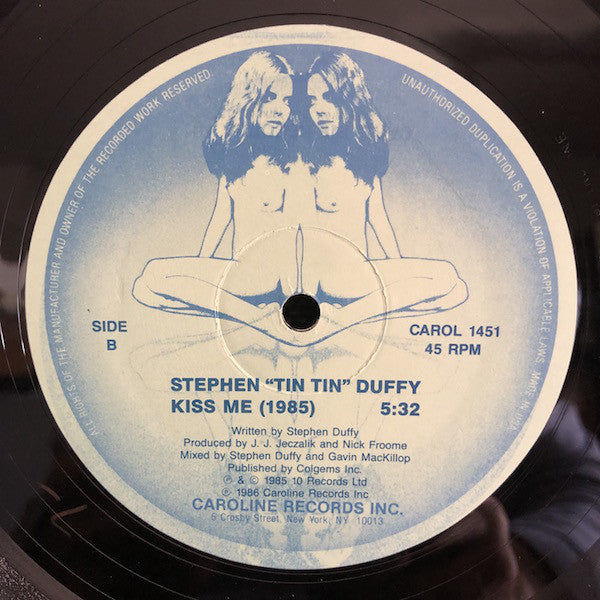 ALL RIGHTS OF THE MANUFACTURER AND OWNER OF THE RECORDED WORK RESERVED
UNAUTHORIZED DUPLICATION IS A VIOLATION OF APPLICABLE LAWS. MADE IN USA
SIDE
B
CAROL 1451
45 RPM
STEPHEN “TIN TIN” DUFFY
KISS ME (1985) 5:32
Written by Stephen Duffy
Produced by J. J. Jeczalik and Nick Froome
Mixed by Stephen Duffy and Gavin MacKillop
Published by Colgems Inc.
℗ & © 1985 10 Records Ltd
℗ 1986 Caroline Records Inc
CAROLINE RECORDS INC.
5 Crosby Street, New York, NY 10013